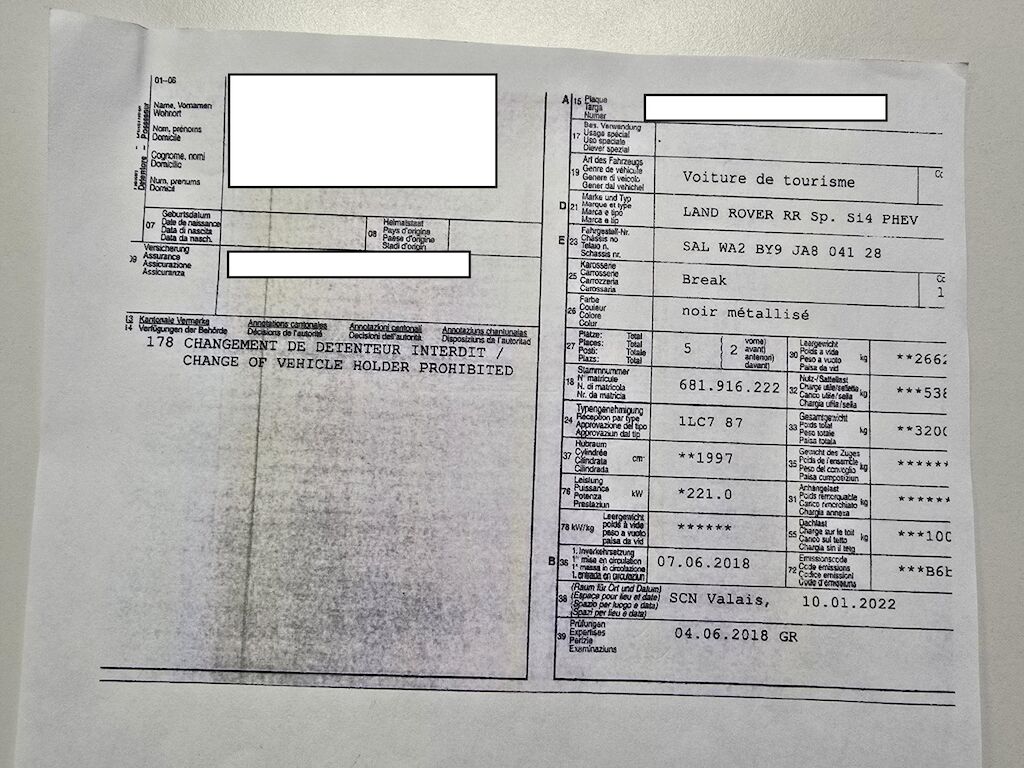 01-06
Name, Vornamen
Wohnort
Nom, prénoms
Domicile
Cognome, nomi
Domicilio
Num, prenums
Domicil
Detentore
07
Geburtsdatum
Date de naissance
Data di nascita
Data da nasch.
08
Heimatstaat
Pays d'origine
Paese d'origine
Stadi d'origin
09
Versicherung
Assurance
Assicurazione
Assicuranza
13 Kantonale Vermerke
Annotations cantonales
Annotazioni cantonali
Annotaziuns chantunalas
14 Verfügungen der Behörde
Décisions de l'autorité
Decisioni dell'autorità
Disposiziuns da l'autoritad
178 CHANGEMENT DE DETENTEUR INTERDIT /
CHANGE OF VEHICLE HOLDER PROHIBITED
A 15 Plaque
Targa
Numer
17
Bes. Verwendung
Usage spécial
Uso speciale
Diever spezial
19
Art des Fahrzeugs
Genre de véhicule
Genere di veicolo
Gener dal vehichel
Voiture de tourisme
D 21
Marke und Typ
Marque et type
Marca e tipo
Marca e tip
LAND ROVER RR Sp. Si4 PHEV
E 23
Fahrgestell-Nr.
Châssis no
Telaio n.
Schassis nr.
SAL WA2 BY9 JA8 041 28
25
Karosserie
Carrosserie
Carrozzeria
Carossaria
Break
1
26
Farbe
Couleur
Colore
Colur
noir métallisé
27
Plätze: Total
Places: Total
Posti: Totale
Plazs: Total
5
2
vorne)
avant)
anteriori)
davant)
30
Leergewicht
Poids à vide
Peso a vuoto
Paisa da vid
kg
**2662
18
Stammnummer
N° matricule
N. di matricola
Nr. da matricla
681.916.222
32
Nutz-/Sattellast
Charge utile/sellette
Carico utile/sella
Chargia utila/sella
kg
***538
24
Typengenehmigung
Réception par type
Approvazione del tipo
Approvaziun dal tip
1LC7 87
33
Gesamtgewicht
Poids total
Peso totale
Paisa totala
kg
**3200
37
Hubraum
Cylindrée
Cilindrata
Cilindrada
cm³
**1997
35
Gewicht des Zuges
Poids de l'ensemble
Peso del convoglio
Paisa cumposiziun
kg
******
76
Leistung
Puissance
Potenza
Prestaziun
kW
*221.0
31
Anhängelast
Poids remorquable
Carico rimorchiato
Chargia annexa
kg
******
78 kW/kg
Leergewicht
poids à vide
peso a vuoto
paisa da vid
******
55
Dachlast
Charge sur le toit
Carico sul tetto
Chargia sin il tetg
kg
***100
B 36
1. Inverkehrsetzung
1re mise en circulation
1a messa in circolazione
1. entrada en circulaziun
07.06.2018
72
Emissionscode
Code émissions
Codice emissioni
Code d'emissiuns
***B6b
38
(Raum für Ort und Datum)
(Espace pour lieu et date)
(Spazio per luogo e data)
(Spazi per lieu e data)
SCN Valais, 10.01.2022
39
Prüfungen
Expertises
Perizie
Examinaziuns
04.06.2018 GR